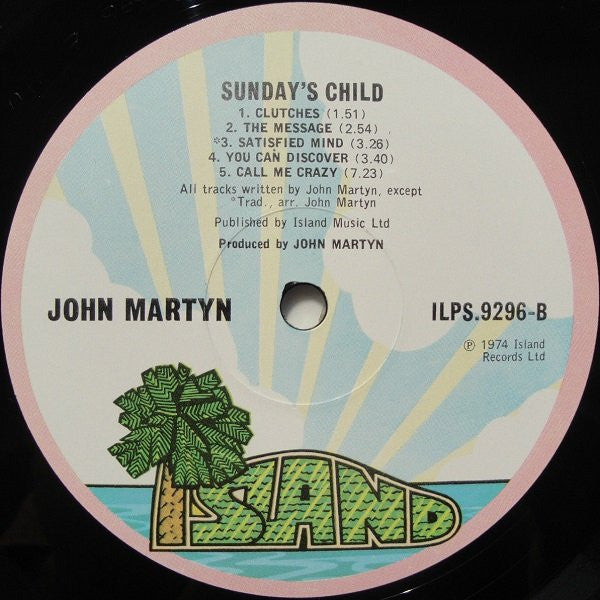 SUNDAY'S CHILD
1. CLUTCHES (1.51)
2. THE MESSAGE (2.54)
*3. SATISFIED MIND (3.26)
4. YOU CAN DISCOVER (3.40)
5. CALL ME CRAZY (7.23)
All tracks written by John Martyn, except
*Trad., arr. John Martyn
Published by Island Music Ltd
Produced by JOHN MARTYN
JOHN MARTYN
ILPS.9296-B
℗ 1974 Island
Records Ltd
ISLAND